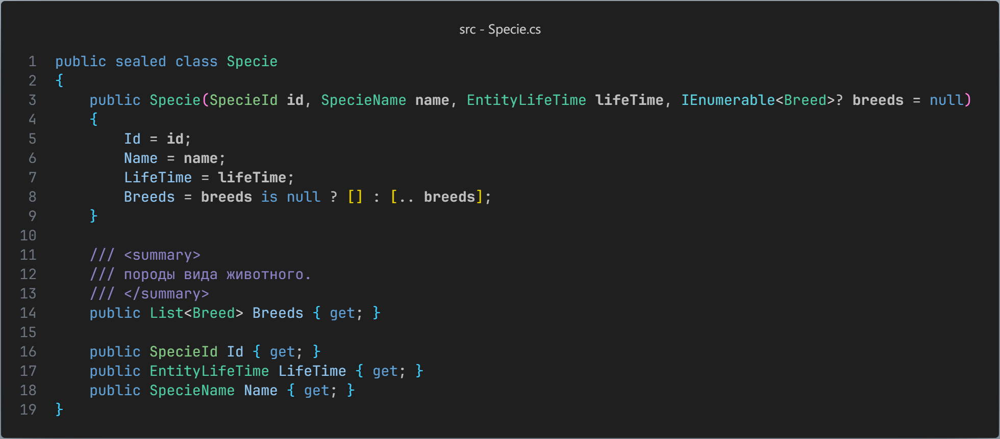 src - Specie.cs
1 public sealed class Specie
2 {
3     public Specie(SpecieId id, SpecieName name, EntityLifeTime lifeTime, IEnumerable<Breed>? breeds = null)
4     {
5         Id = id;
6         Name = name;
7         LifeTime = lifeTime;
8         Breeds = breeds is null ? [] : [.. breeds];
9     }
10
11     /// <summary>
12     /// породы вида животного.
13     /// </summary>
14     public List<Breed> Breeds { get; }
15
16     public SpecieId Id { get; }
17     public EntityLifeTime LifeTime { get; }
18     public SpecieName Name { get; }
19 }